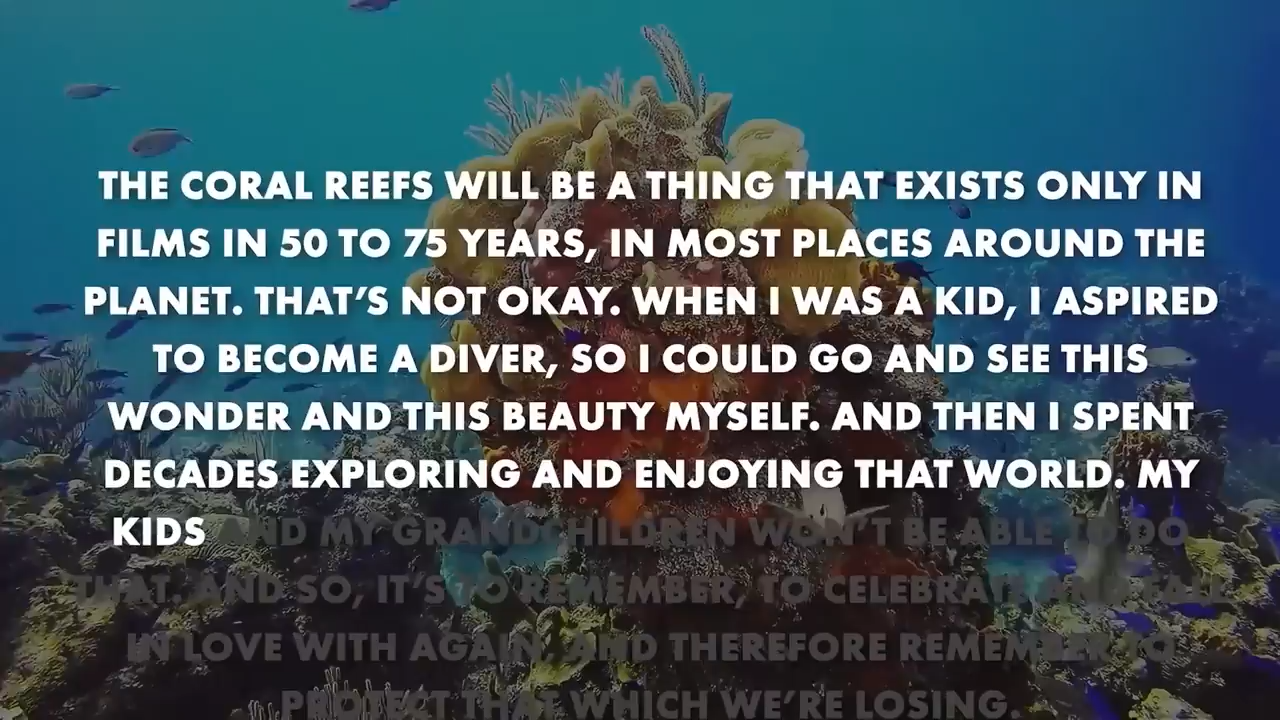 THE CORAL REEFS WILL BE A THING THAT EXISTS ONLY IN
FILMS IN 50 TO 75 YEARS, IN MOST PLACES AROUND THE
PLANET. THAT'S NOT OKAY. WHEN I WAS A KID, I ASPIRED
TO BECOME A DIVER, SO I COULD GO AND SEE THIS
WONDER AND THIS BEAUTY MYSELF. AND THEN I SPENT
DECADES EXPLORING AND ENJOYING THAT WORLD. MY
KIDS AND MY GRANDCHILDREN WON'T BE ABLE TO DO
THAT. AND SO, IT'S TO REMEMBER, TO CELEBRATE AND FALL
IN LOVE WITH AGAIN, AND THEREFORE REMEMBER TO
PROTECT THAT WHICH WE'RE LOSING.